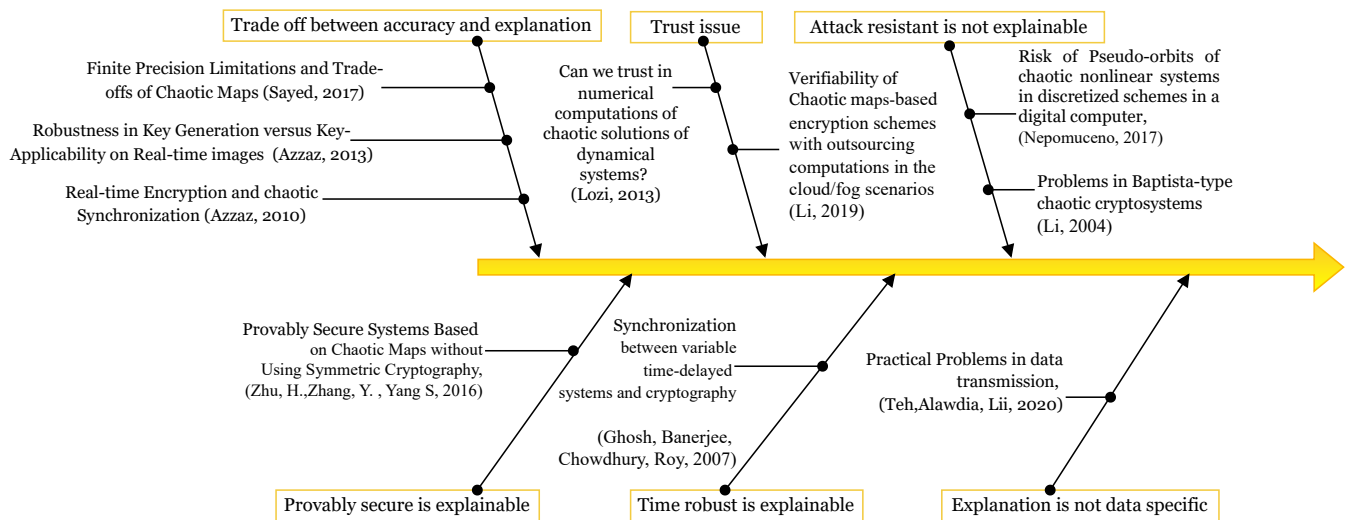 Trade off between accuracy and explanation
Finite Precision Limitations and Trade-
offs of Chaotic Maps (Sayed, 2017)
Robustness in Key Generation versus Key-
Applicability on Real-time images (Azzaz, 2013)
Real-time Encryption and chaotic
Synchronization (Azzaz, 2010)
Trust issue
Can we trust in
numerical
computations of
chaotic solutions of
dynamical
systems?
(Lozi, 2013)
Verifiability of
Chaotic maps-based
encryption schemes
with outsourcing
computations in the
cloud/fog scenarios
(Li, 2019)
Attack resistant is not explainable
Risk of Pseudo-orbits of
chaotic nonlinear systems
in discretized schemes in a
digital computer,
(Nepomuceno, 2017)
Problems in Baptista-type
chaotic cryptosystems
(Li, 2004)
Provably Secure Systems Based
on Chaotic Maps without
Using Symmetric Cryptography,
(Zhu, H.,Zhang, Y. , Yang S, 2016)
Provably secure is explainable
Synchronization
between variable
time-delayed
systems and cryptography
(Ghosh, Banerjee,
Chowdhury, Roy, 2007)
Time robust is explainable
Practical Problems in data
transmission,
(Teh,Alawdia, Lii, 2020)
Explanation is not data specific